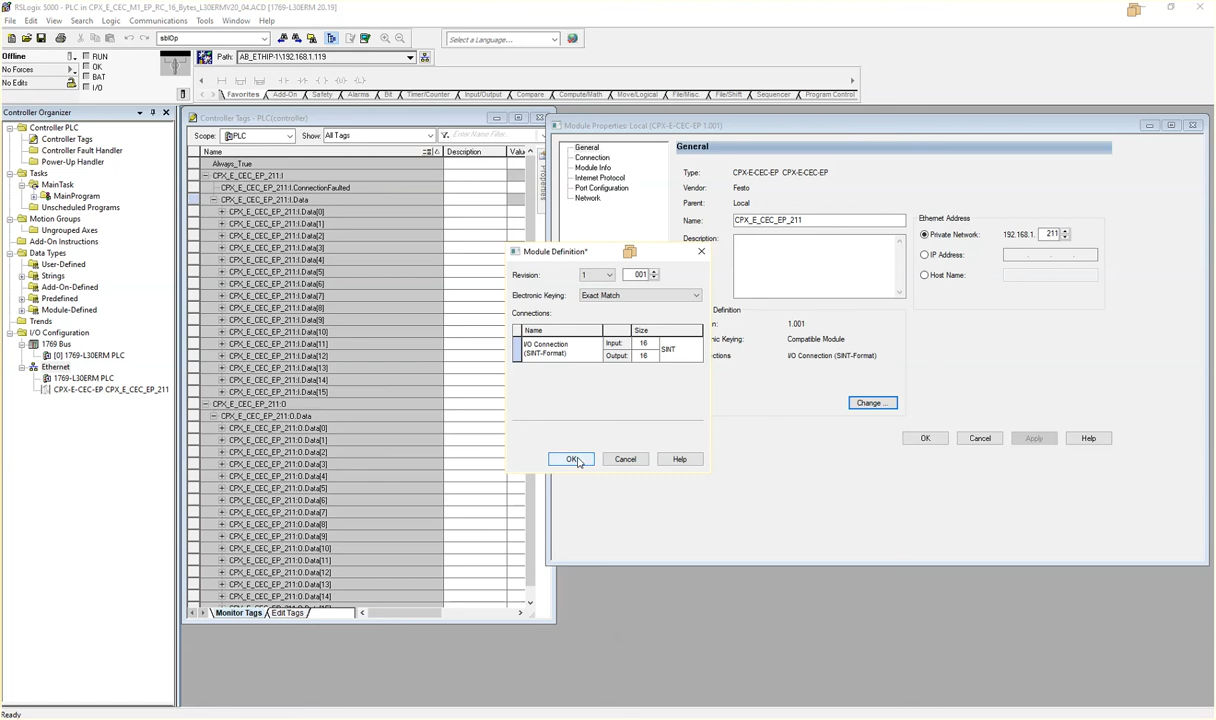 RSLogix 5000 - PLC in CPX_E_CEC_M1_EP_RC_16_Bytes_L30ERMV20_04.ACD [1769-L30ERM 20.19]
File Edit View Search Logic Communications Tools Window Help
sblOp
Select a Language...
Offline
No Forces
No Edits
RUN
OK
BAT
I/O
Path: AB_ETHIP-1\192.168.1.119
Favorites Add-On Safety Alarms Bit Timer/Counter Input/Output Compare Compute/Math Move/Logical File/Misc. File/Shift Sequencer Program Control
Controller Organizer
Controller PLC
Controller Tags
Controller Fault Handler
Power-Up Handler
Tasks
MainTask
MainProgram
Unscheduled Programs
Motion Groups
Ungrouped Axes
Add-On Instructions
Data Types
User-Defined
Strings
Add-On-Defined
Predefined
Module-Defined
Trends
I/O Configuration
1769 Bus
[0] 1769-L30ERM PLC
Ethernet
1769-L30ERM PLC
CPX-E-CEC-EP CPX_E_CEC_EP_211
Controller Tags - PLC(controller)
Scope: PLC Show: All Tags Enter Name Filter...
Name Description Valu
Always_True
CPX_E_CEC_EP_211:I
CPX_E_CEC_EP_211:I.ConnectionFaulted
CPX_E_CEC_EP_211:I.Data
CPX_E_CEC_EP_211:I.Data[0]
CPX_E_CEC_EP_211:I.Data[1]
CPX_E_CEC_EP_211:I.Data[2]
CPX_E_CEC_EP_211:I.Data[3]
CPX_E_CEC_EP_211:I.Data[4]
CPX_E_CEC_EP_211:I.Data[5]
CPX_E_CEC_EP_211:I.Data[6]
CPX_E_CEC_EP_211:I.Data[7]
CPX_E_CEC_EP_211:I.Data[8]
CPX_E_CEC_EP_211:I.Data[9]
CPX_E_CEC_EP_211:I.Data[10]
CPX_E_CEC_EP_211:I.Data[11]
CPX_E_CEC_EP_211:I.Data[12]
CPX_E_CEC_EP_211:I.Data[13]
CPX_E_CEC_EP_211:I.Data[14]
CPX_E_CEC_EP_211:I.Data[15]
CPX_E_CEC_EP_211:O
CPX_E_CEC_EP_211:O.Data
CPX_E_CEC_EP_211:O.Data[0]
CPX_E_CEC_EP_211:O.Data[1]
CPX_E_CEC_EP_211:O.Data[2]
CPX_E_CEC_EP_211:O.Data[3]
CPX_E_CEC_EP_211:O.Data[4]
CPX_E_CEC_EP_211:O.Data[5]
CPX_E_CEC_EP_211:O.Data[6]
CPX_E_CEC_EP_211:O.Data[7]
CPX_E_CEC_EP_211:O.Data[8]
CPX_E_CEC_EP_211:O.Data[9]
CPX_E_CEC_EP_211:O.Data[10]
CPX_E_CEC_EP_211:O.Data[11]
CPX_E_CEC_EP_211:O.Data[12]
CPX_E_CEC_EP_211:O.Data[13]
CPX_E_CEC_EP_211:O.Data[14]
Monitor Tags Edit Tags
Properties
Module Properties: Local (CPX-E-CEC-EP 1.001)
General
Connection
Module Info
Internet Protocol
Port Configuration
Network
General
Type: CPX-E-CEC-EP CPX-E-CEC-EP
Vendor: Festo
Parent: Local
Name: CPX_E_CEC_EP_211
Description:
Ethernet Address
Private Network: 192.168.1. 211
IP Address: . . .
Host Name:
Definition
n: 1.001
nic Keying: Compatible Module
ctions I/O Connection (SINT-Format)
Change ...
OK Cancel Apply Help
Module Definition*
Revision: 1 001
Electronic Keying: Exact Match
Connections:
Name Size
I/O Connection (SINT-Format)
Input: 16
Output: 16
SINT
OK Cancel Help
Ready